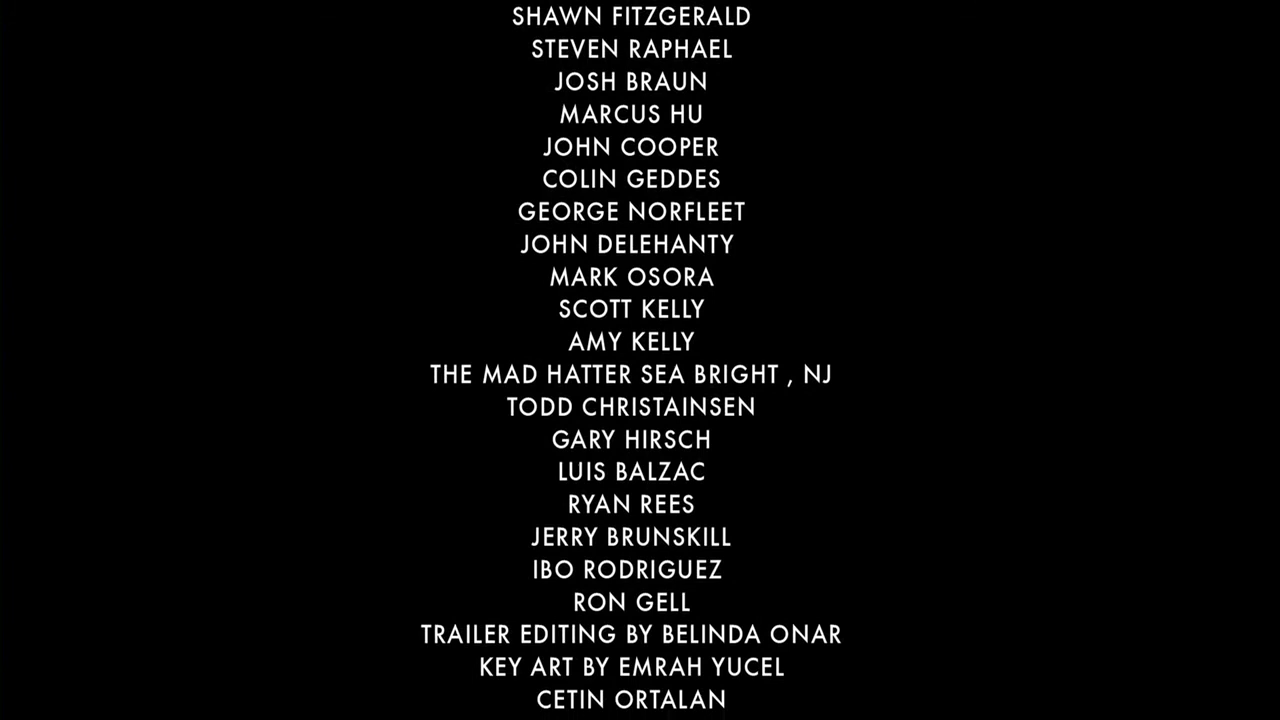 SHAWN FITZGERALD
STEVEN RAPHAEL
JOSH BRAUN
MARCUS HU
JOHN COOPER
COLIN GEDDES
GEORGE NORFLEET
JOHN DELEHANTY
MARK OSORA
SCOTT KELLY
AMY KELLY
THE MAD HATTER SEA BRIGHT , NJ
TODD CHRISTAINSEN
GARY HIRSCH
LUIS BALZAC
RYAN REES
JERRY BRUNSKILL
IBO RODRIGUEZ
RON GELL
TRAILER EDITING BY BELINDA ONAR
KEY ART BY EMRAH YUCEL
CETIN ORTALAN